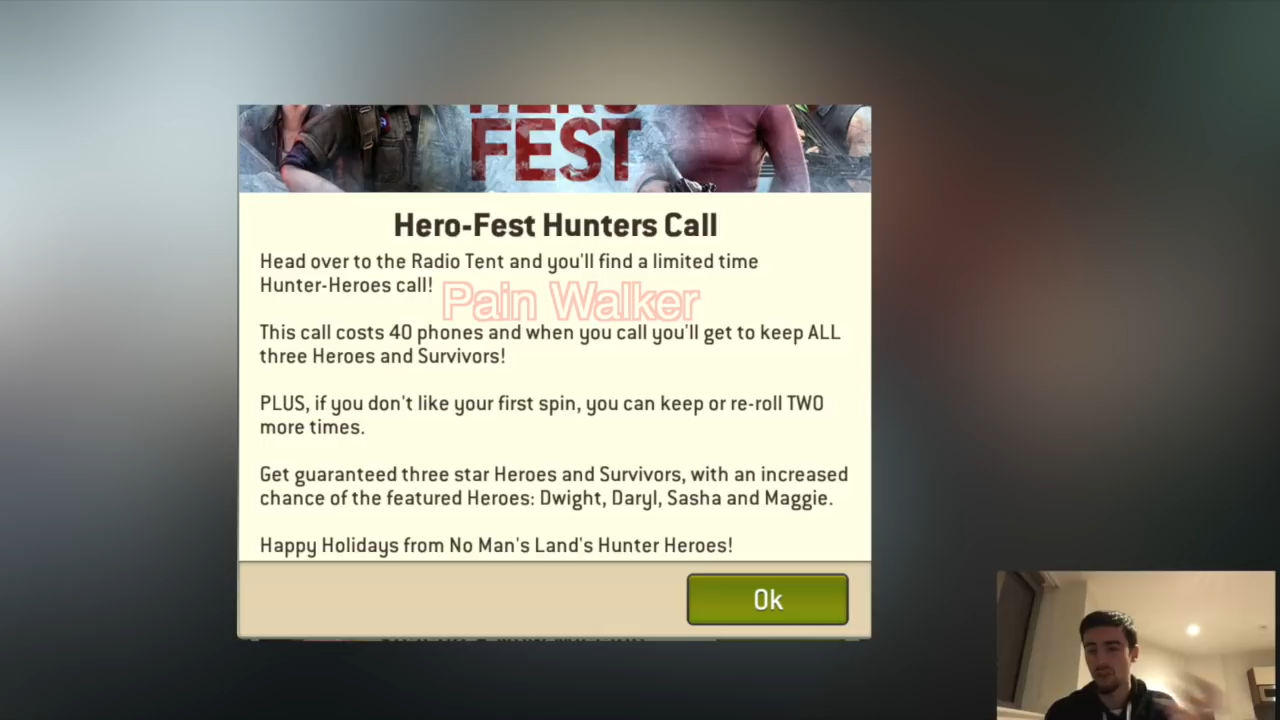 FEST
Hero-Fest Hunters Call
Head over to the Radio Tent and you'll find a limited time
Hunter-Heroes call!
Pain Walker
This call costs 40 phones and when you call you'll get to keep ALL
three Heroes and Survivors!
PLUS, if you don't like your first spin, you can keep or re-roll TWO
more times.
Get guaranteed three star Heroes and Survivors, with an increased
chance of the featured Heroes: Dwight, Daryl, Sasha and Maggie.
Happy Holidays from No Man's Land's Hunter Heroes!
Ok